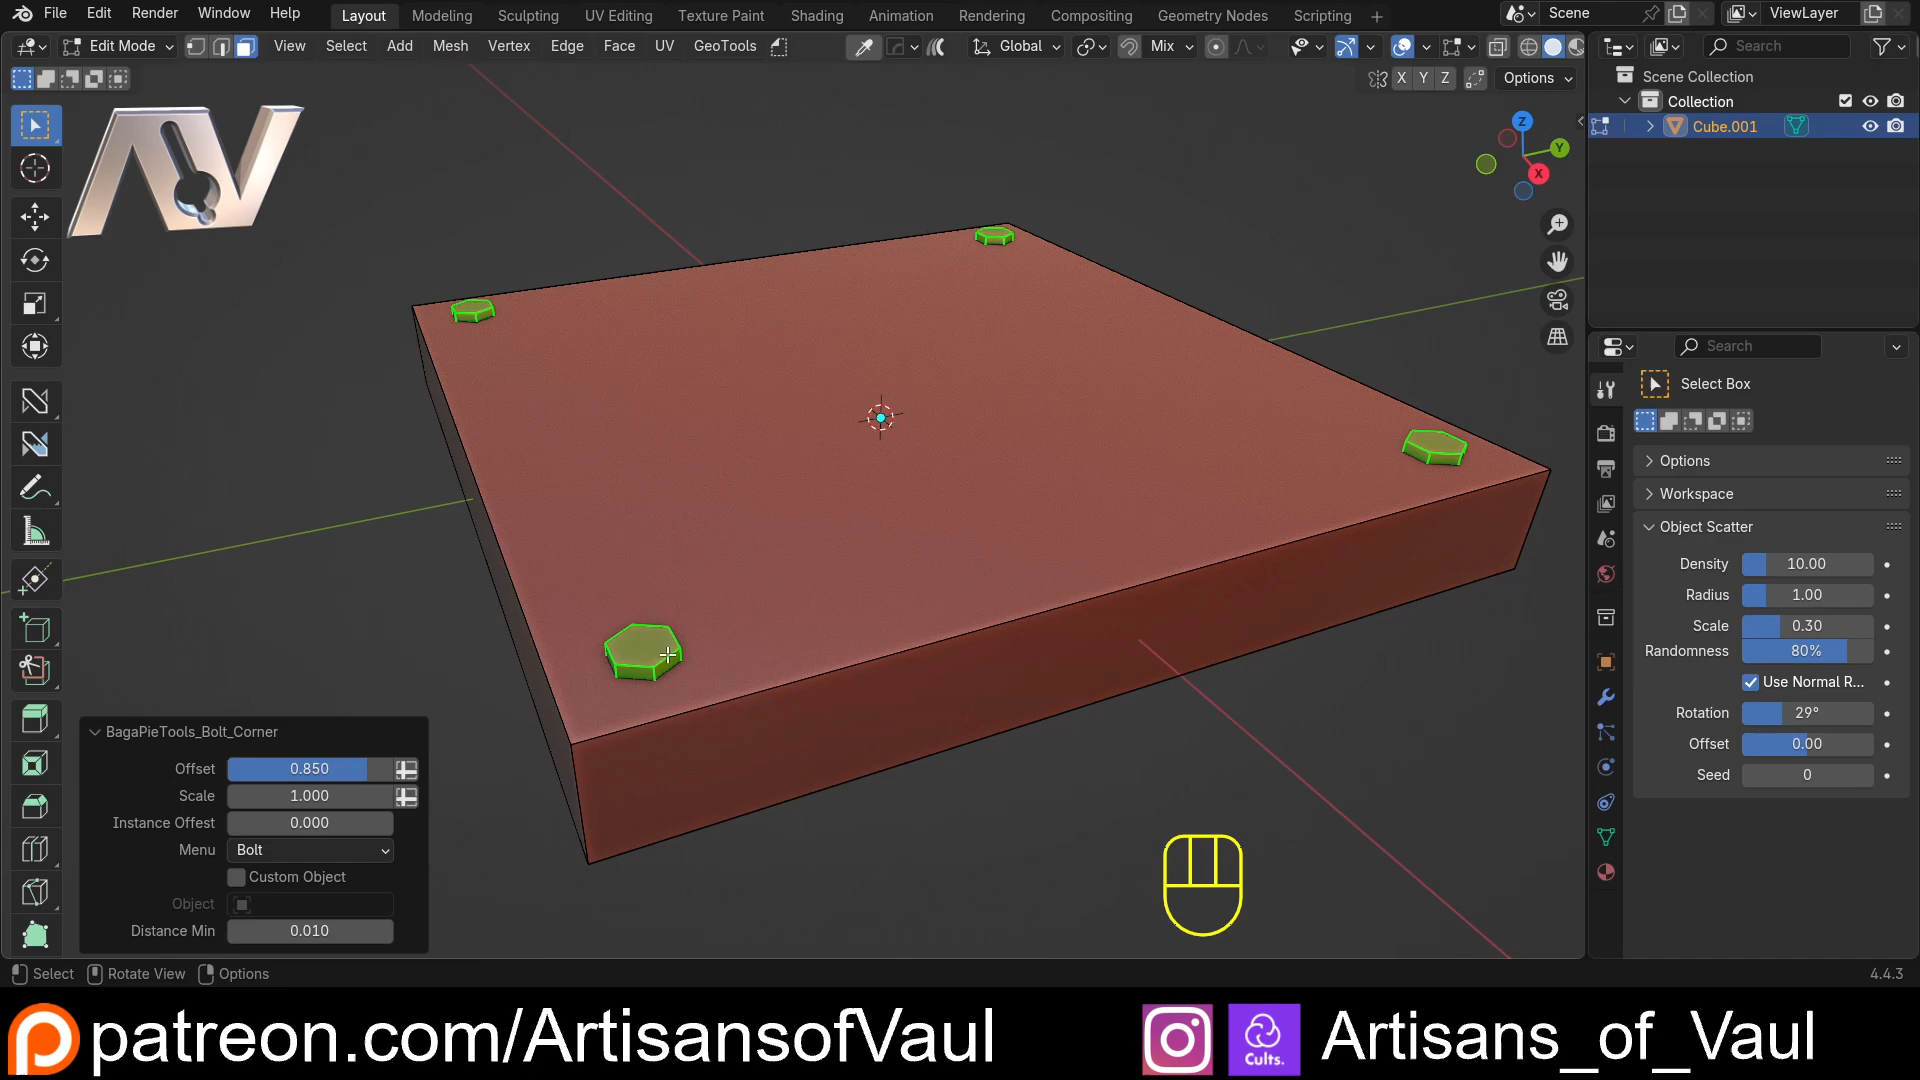 File Edit Render Window Help Layout Modeling Sculpting UV Editing Texture Paint Shading Animation Rendering Compositing Geometry Nodes Scripting + Scene ViewLayer
Edit Mode View Select Add Mesh Vertex Edge Face UV GeoTools Global Mix Search
X Y Z Options
Scene Collection
Collection
Cube.001
Z
Y
X
AV
Search
Select Box
Options
Workspace
Object Scatter
Density 10.00
Radius 1.00
Scale 0.30
Randomness 80%
Use Normal R...
Rotation 29°
Offset 0.00
Seed 0
BagaPieTools_Bolt_Corner
Offset 0.850
Scale 1.000
Instance Offest 0.000
Menu Bolt
Custom Object
Object
Distance Min 0.010
Select Rotate View Options 4.4.3
patreon.com/ArtisansofVaul Cults. Artisans_of_Vaul